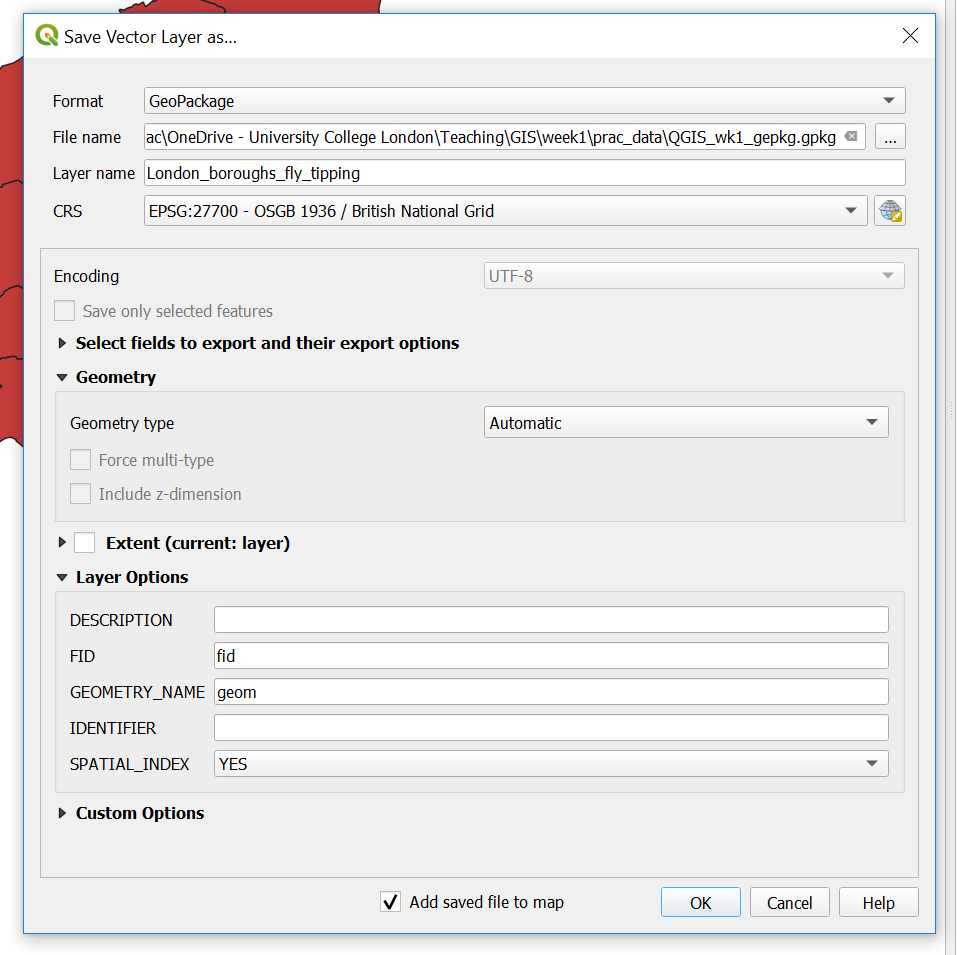 Save Vector Layer as...
Format GeoPackage
File name ac\OneDrive - University College London\Teaching\GIS\week1\prac_data\QGIS_wk1_gepkg.gpkg ...
Layer name London_boroughs_fly_tipping
CRS EPSG:27700 - OSGB 1936 / British National Grid
Encoding UTF-8
Save only selected features
Select fields to export and their export options
Geometry
Geometry type Automatic
Force multi-type
Include z-dimension
Extent (current: layer)
Layer Options
DESCRIPTION
FID fid
GEOMETRY_NAME geom
IDENTIFIER
SPATIAL_INDEX YES
Custom Options
Add saved file to map OK Cancel Help